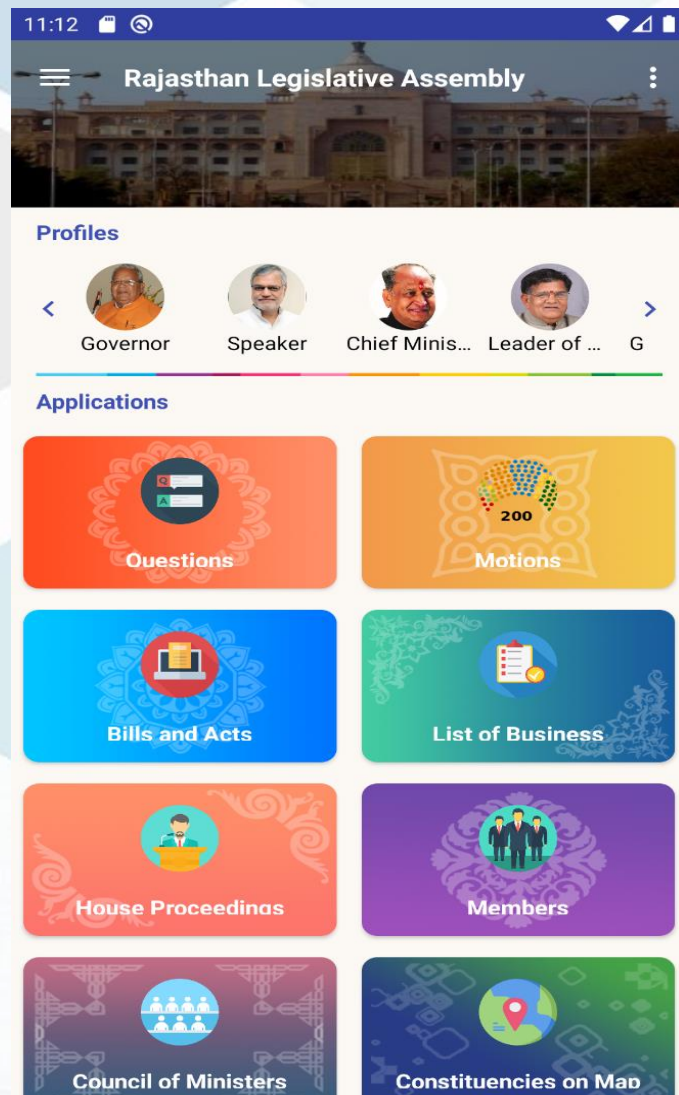 11:12
Rajasthan Legislative Assembly
Profiles
Governor
Speaker
Chief Minis...
Leader of ...
G
Applications
Q
A
Questions
200
Motions
Bills and Acts
List of Business
House Proceedings
Members
Council of Ministers
Constituencies on Map